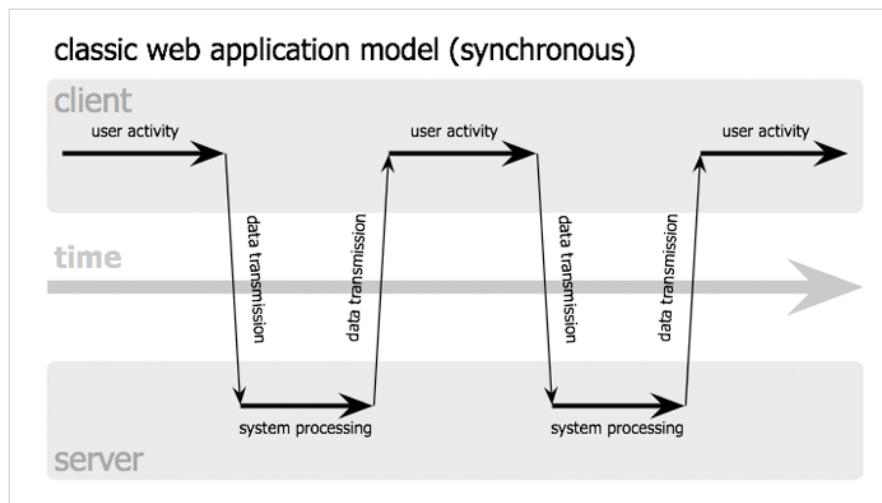 classic web application model (synchronous)
client
user activity
user activity
user activity
data transmission
data transmission
data transmission
data transmission
time
system processing
system processing
server